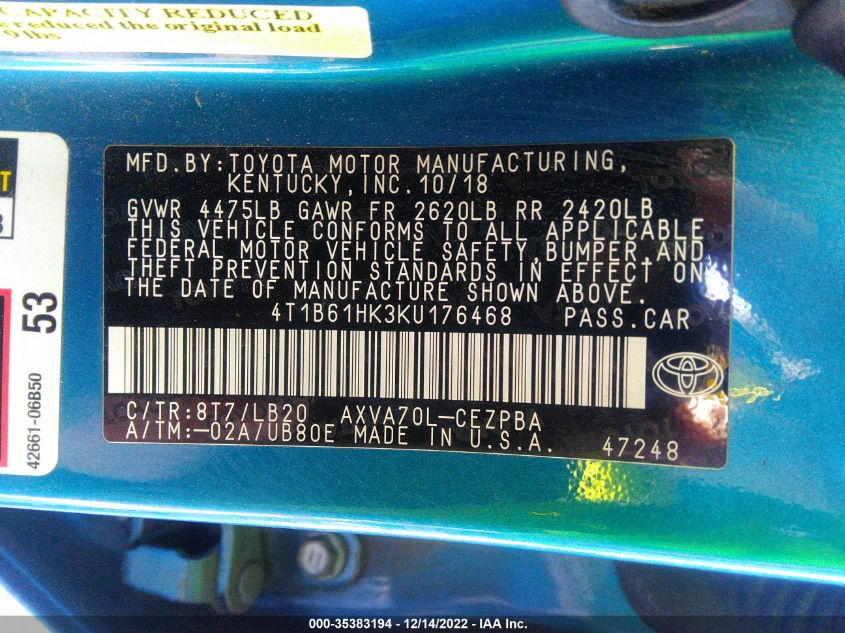 CAPACITY REDUCED
reduced the original load
9 lbs
MFD.BY:TOYOTA MOTOR MANUFACTURING,
KENTUCKY,INC.10/18
GVWR 4475LB GAWR FR 2620LB RR 2420LB
THIS VEHICLE CONFORMS TO ALL APPLICABLE
FEDERAL MOTOR VEHICLE SAFETY,BUMPER,AND
THEFT PREVENTION STANDARDS IN EFFECT ON
THE DATE OF MANUFACTURE SHOWN ABOVE.
4T1B61HK3KU176468 PASS.CAR
C/TR:8T7/LB20 AXVA70L-CEZPBA
A/TM:-02A/UB80E MADE IN U.S.A. 47248
53
42661-06B50
000-35383194 - 12/14/2022 - IAA Inc.